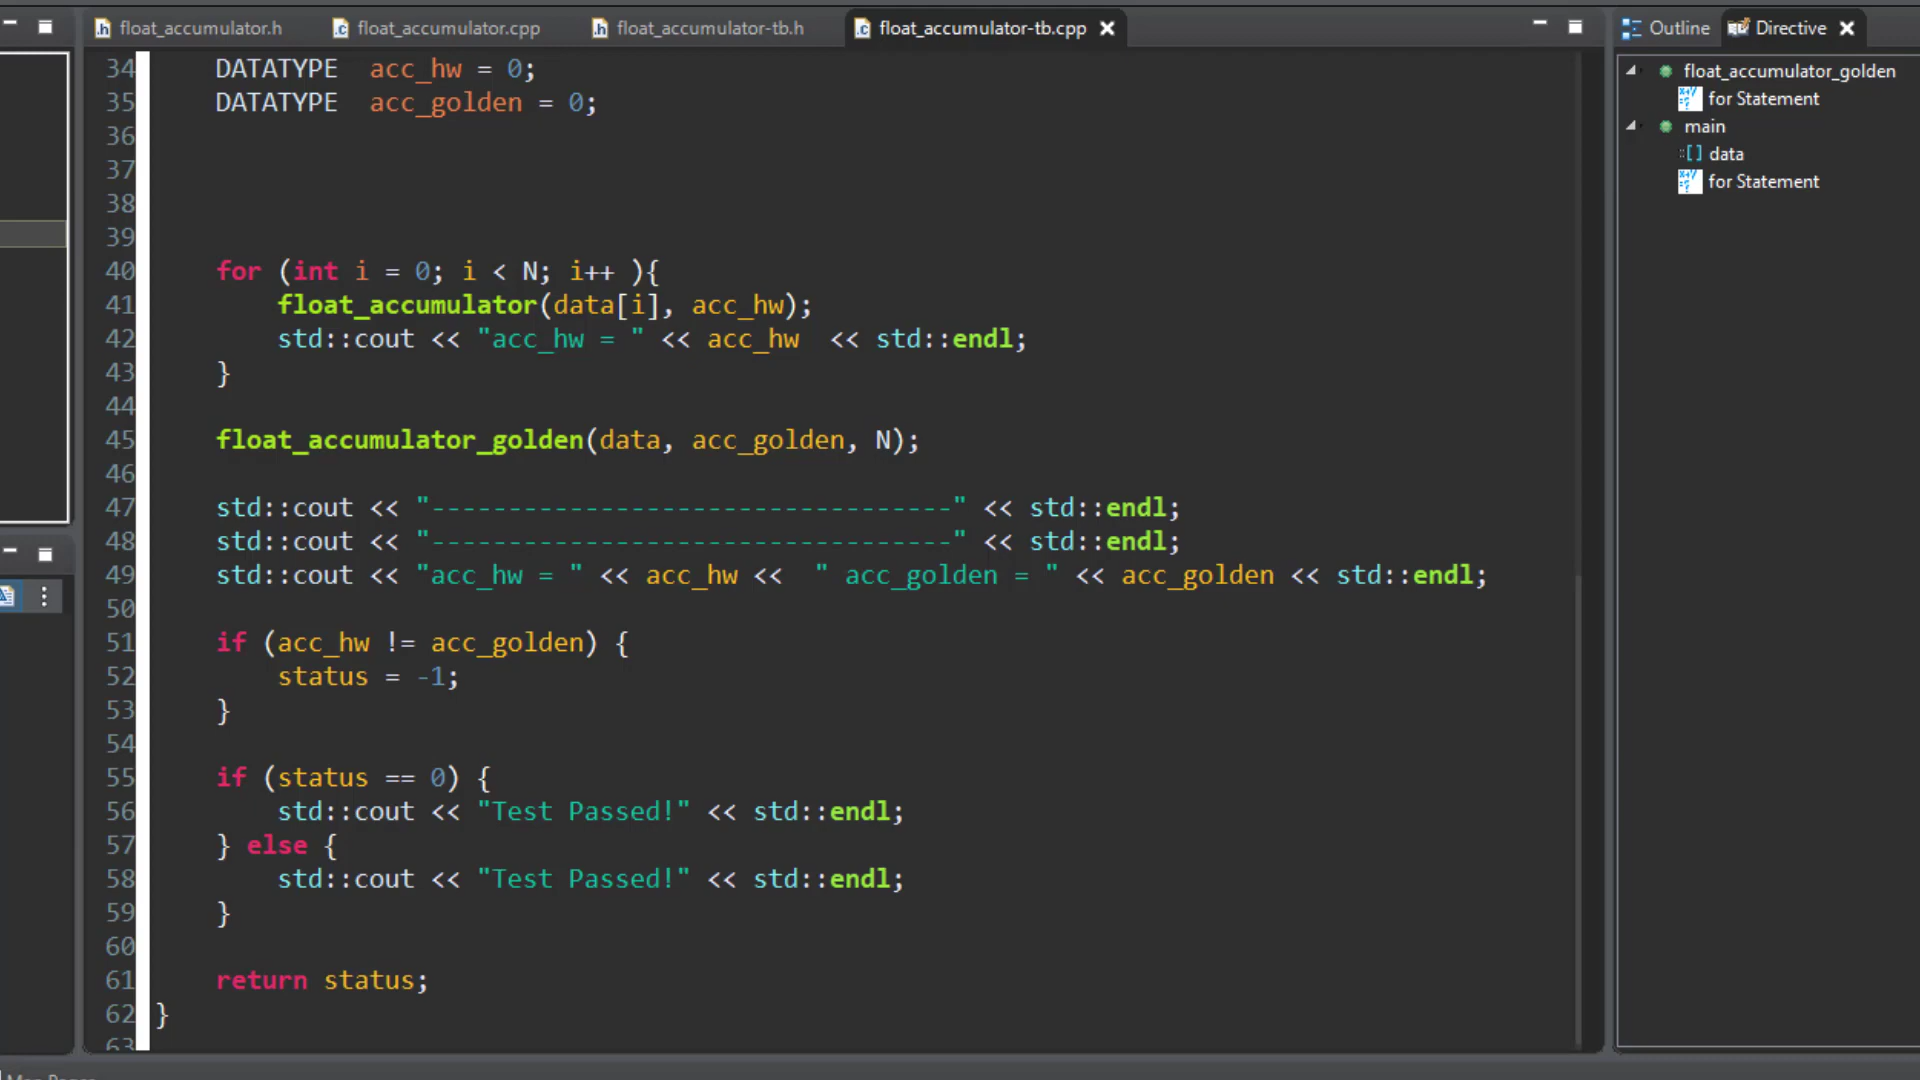 float_accumulator.h float_accumulator.cpp float_accumulator-tb.h float_accumulator-tb.cpp
Outline Directive
34 DATATYPE acc_hw = 0;
35 DATATYPE acc_golden = 0;
36
37
38
39
40 for (int i = 0; i < N; i++ ){
41 float_accumulator(data[i], acc_hw);
42 std::cout << "acc_hw = " << acc_hw << std::endl;
43 }
44
45 float_accumulator_golden(data, acc_golden, N);
46
47 std::cout << "----------------------------------" << std::endl;
48 std::cout << "----------------------------------" << std::endl;
49 std::cout << "acc_hw = " << acc_hw << " acc_golden = " << acc_golden << std::endl;
50
51 if (acc_hw != acc_golden) {
52 status = -1;
53 }
54
55 if (status == 0) {
56 std::cout << "Test Passed!" << std::endl;
57 } else {
58 std::cout << "Test Passed!" << std::endl;
59 }
60
61 return status;
62 }
63
float_accumulator_golden
for Statement
main
data
for Statement